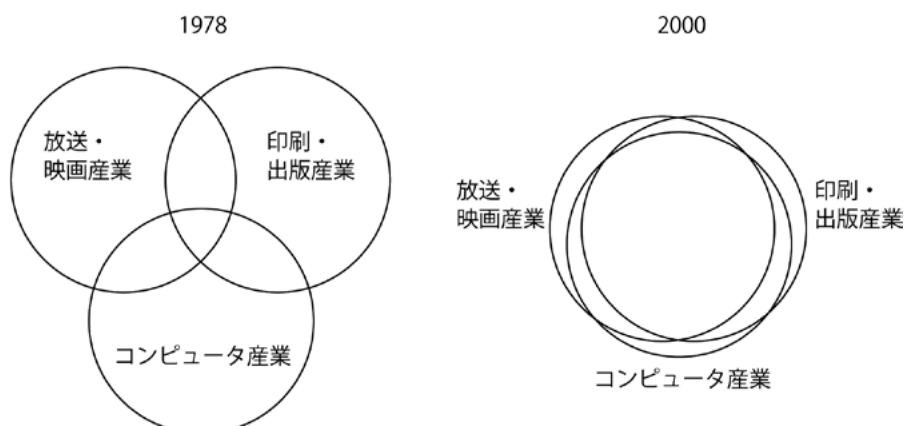 1978
放送・
映画産業
印刷・
出版産業
コンピュータ産業
2000
放送・
映画産業
印刷・
出版産業
コンピュータ産業